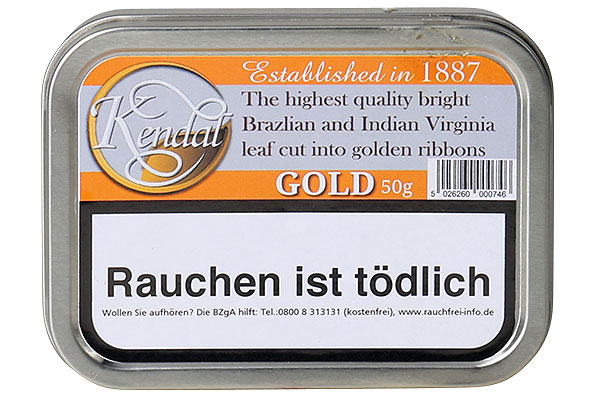 Established in 1887
Kendal
The highest quality bright
Brazlian and Indian Virginia
leaf cut into golden ribbons
GOLD 50g
5 026260 000746
Rauchen ist tödlich
Wollen Sie aufhören? Die BZgA hilft: Tel.:0800 8 313131 (kostenfrei), www.rauchfrei-info.de